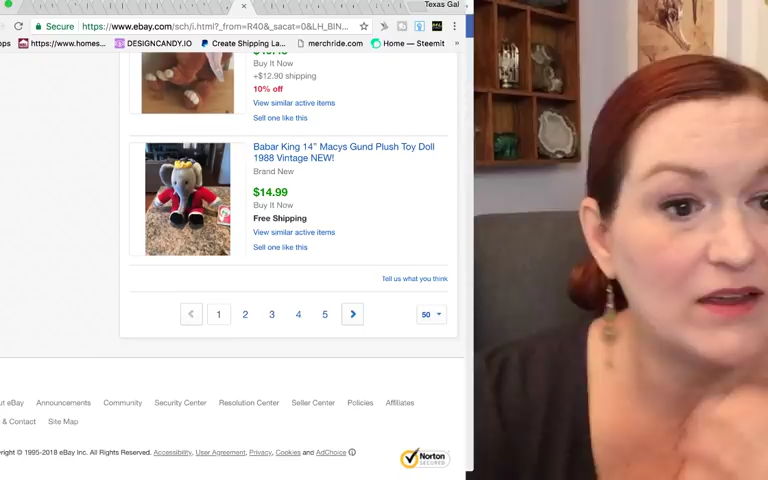 Texas Gal
Secure
https://www.ebay.com/sch/i.html?_from=R40&_sacat=0&LH_BIN...
https://www.homes...
DESIGNCANDY.IO
Create Shipping La...
merchride.com
Home — Steemit
»
Buy It Now
+$12.90 shipping
10% off
View similar active items
Sell one like this
Babar King 14" Macys Gund Plush Toy Doll
1988 Vintage NEW!
Brand New
$14.99
Buy It Now
Free Shipping
View similar active items
Sell one like this
Tell us what you think
1 2 3 4 5
50
eBay Announcements Community Security Center Resolution Center Seller Center Policies Affiliates
& Contact Site Map
1995-2018 eBay Inc. All Rights Reserved. Accessibility, User Agreement, Privacy, Cookies and AdChoice
Norton
SECURED